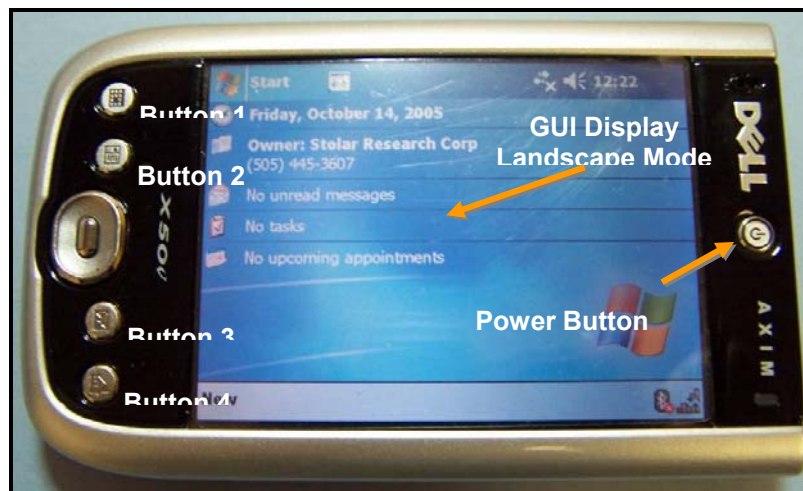 Start 12:22
Button 1
Friday, October 14, 2005
GUI Display
Landscape Mode
Owner: Stolar Research Corp
(505) 445-3607
Button 2
No unread messages
No tasks
No upcoming appointments
Power Button
Button 3
Button 4
New
X50v
DELL
AXIM